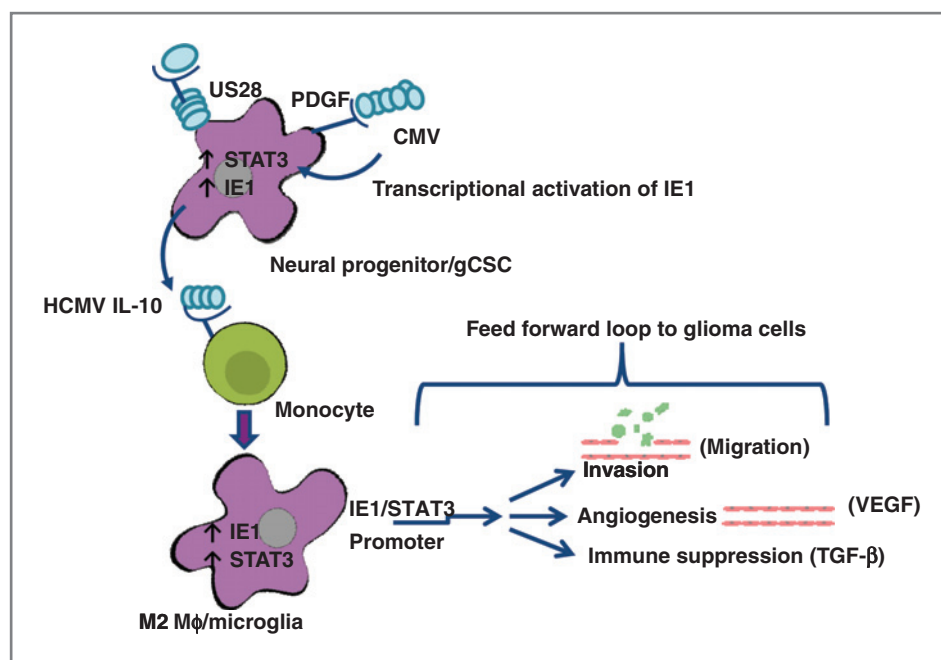 US28
PDGF
CMV
↑ STAT3
↑ IE1
Transcriptional activation of IE1
Neural progenitor/gCSC
HCMV IL-10
Feed forward loop to glioma cells
Monocyte
(Migration)
Invasion
IE1/STAT3
Promoter
↑ IE1
↑ STAT3
Angiogenesis
(VEGF)
Immune suppression (TGF-β)
M2 Mϕ/microglia